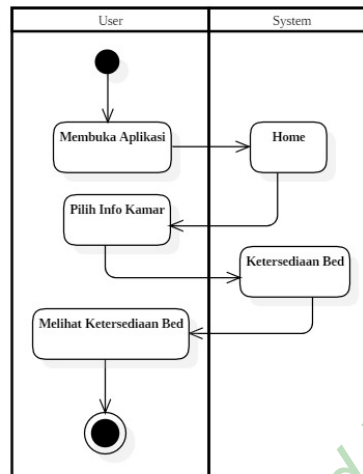 User
System
Membuka Aplikasi
Home
Pilih Info Kamar
Ketersediaan Bed
Melihat Ketersediaan Bed